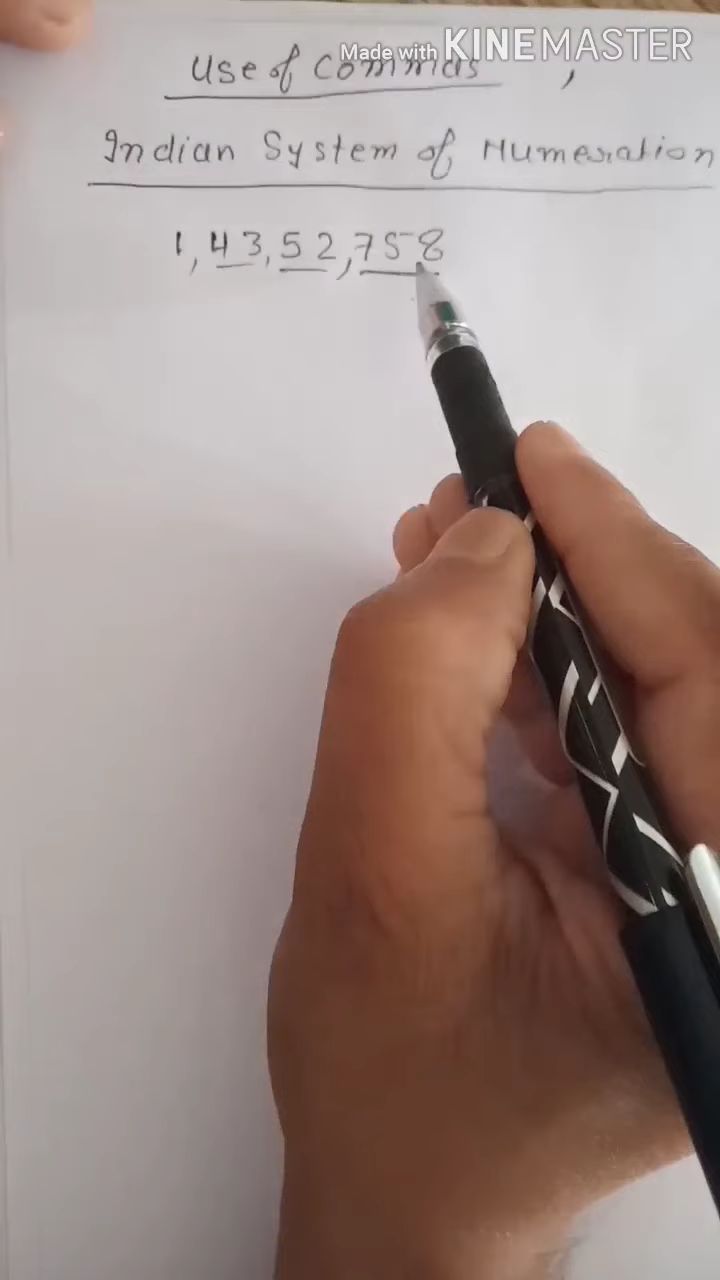 Made with KINEMASTER
Use of Commas ,
Indian System of Numeration
1,43,52,758